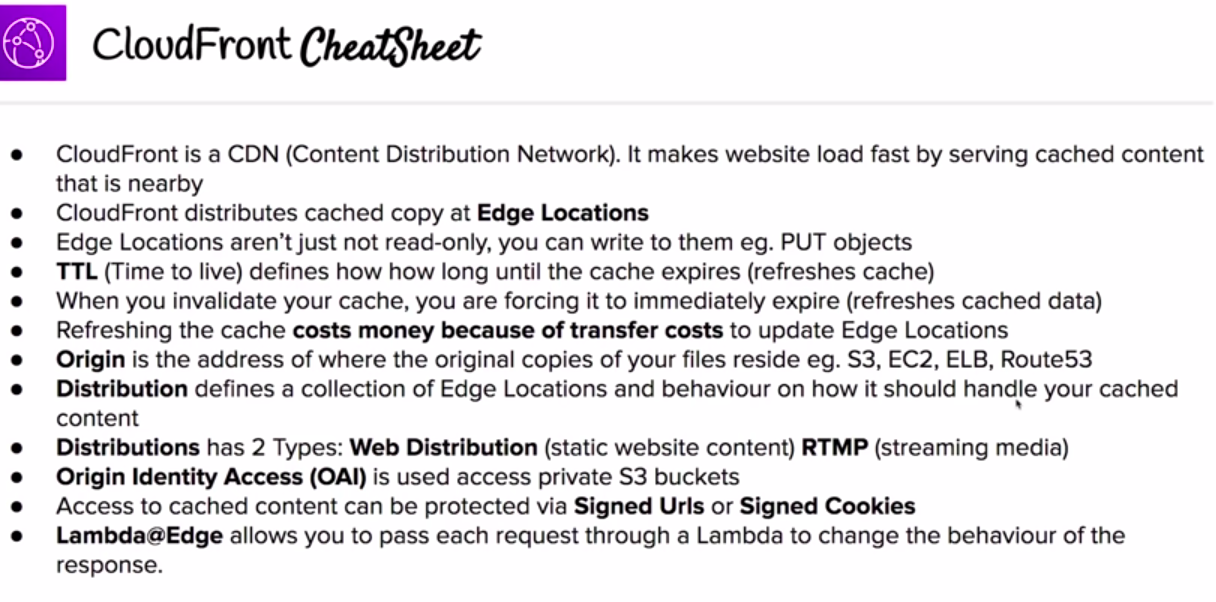 CloudFront CheatSheet
● CloudFront is a CDN (Content Distribution Network). It makes website load fast by serving cached content
that is nearby
● CloudFront distributes cached copy at Edge Locations
● Edge Locations aren't just not read-only, you can write to them eg. PUT objects
● TTL (Time to live) defines how how long until the cache expires (refreshes cache)
● When you invalidate your cache, you are forcing it to immediately expire (refreshes cached data)
● Refreshing the cache costs money because of transfer costs to update Edge Locations
● Origin is the address of where the original copies of your files reside eg. S3, EC2, ELB, Route53
● Distribution defines a collection of Edge Locations and behaviour on how it should handle your cached
content
● Distributions has 2 Types: Web Distribution (static website content) RTMP (streaming media)
● Origin Identity Access (OAI) is used access private S3 buckets
● Access to cached content can be protected via Signed Urls or Signed Cookies
● Lambda@Edge allows you to pass each request through a Lambda to change the behaviour of the
response.